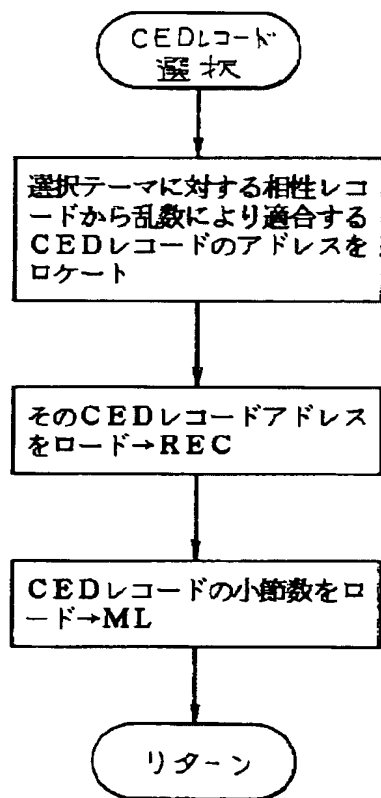 CEDレコード
選択
選択テーマに対する相性レコ
ードから乱数により適合する
CEDレコードのアドレスを
ロケート
そのCEDレコードアドレス
をロード→REC
CEDレコードの小節数をロ
ード→ML
リターン